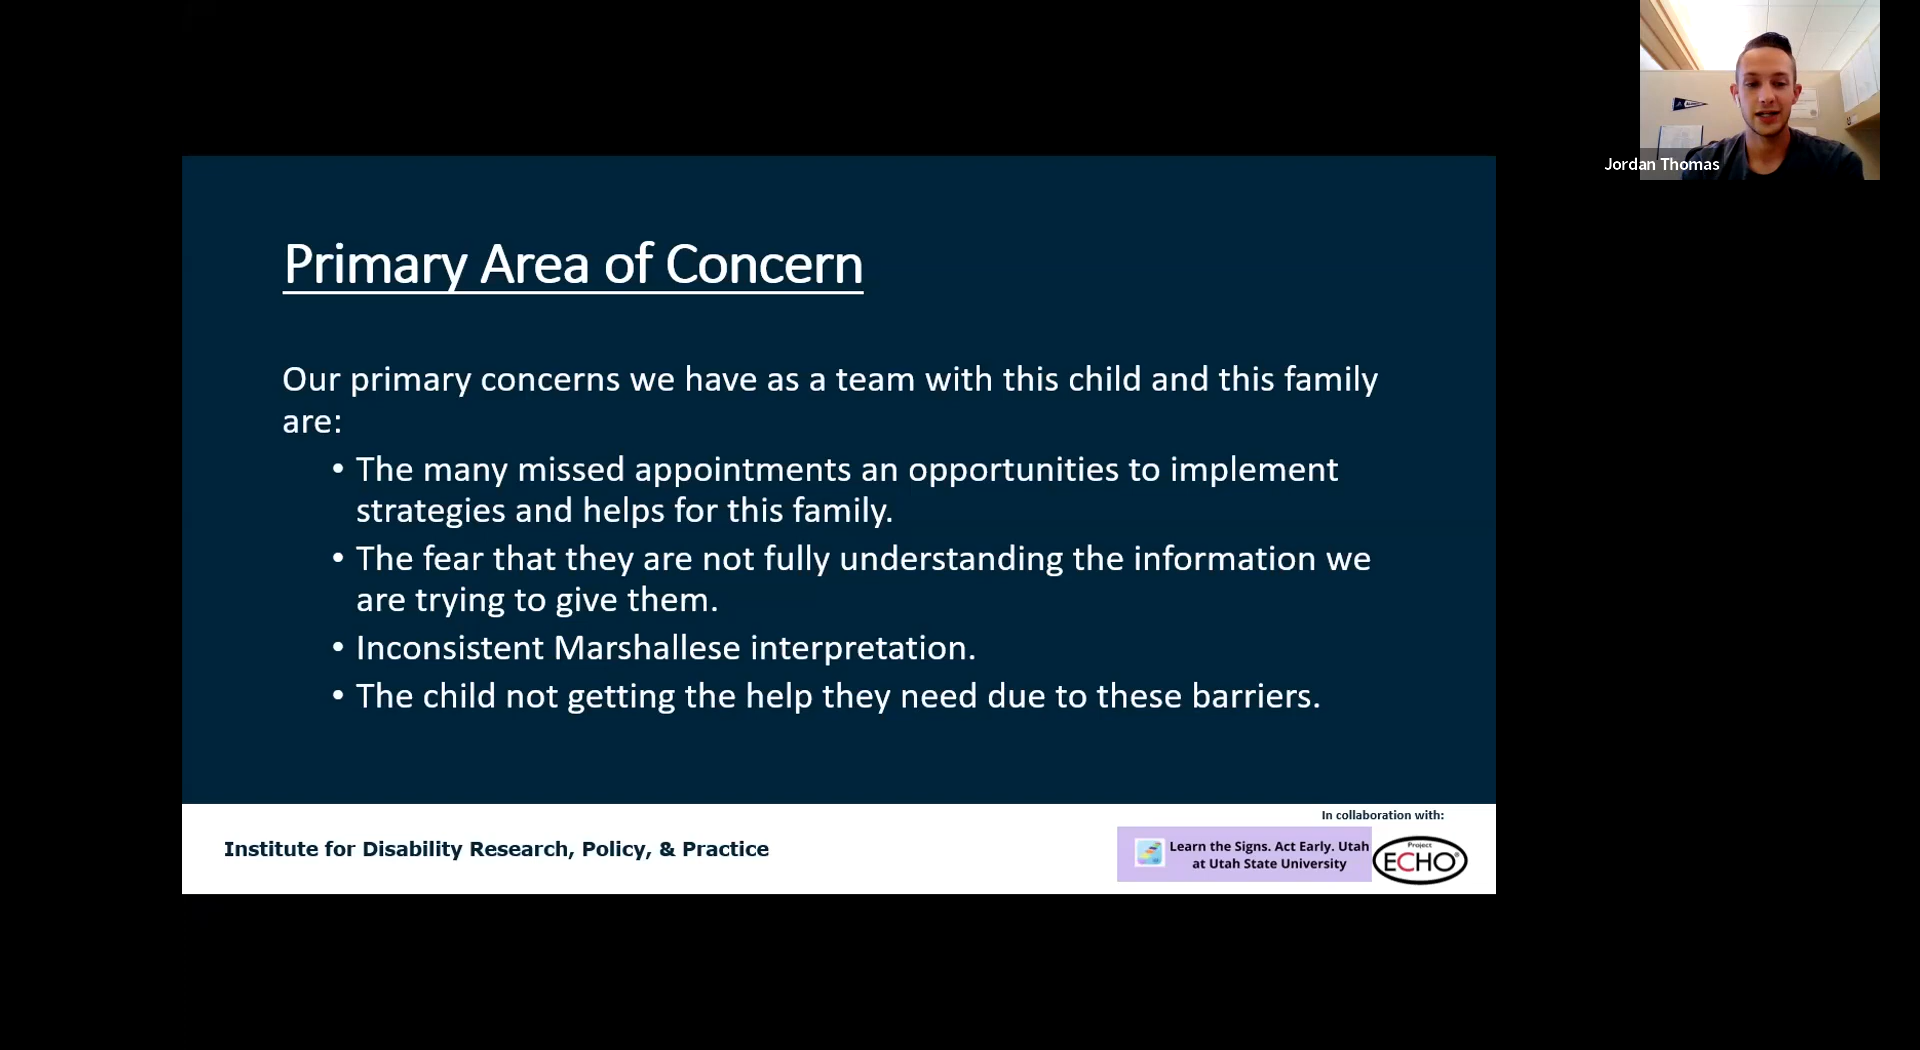 Jordan Thomas
Primary Area of Concern
Our primary concerns we have as a team with this child and this family
are:
• The many missed appointments an opportunities to implement
strategies and helps for this family.
• The fear that they are not fully understanding the information we
are trying to give them.
• Inconsistent Marshallese interpretation.
• The child not getting the help they need due to these barriers.
Institute for Disability Research, Policy, & Practice
In collaboration with:
Learn the Signs. Act Early. Utah
at Utah State University
Project
ECHO®